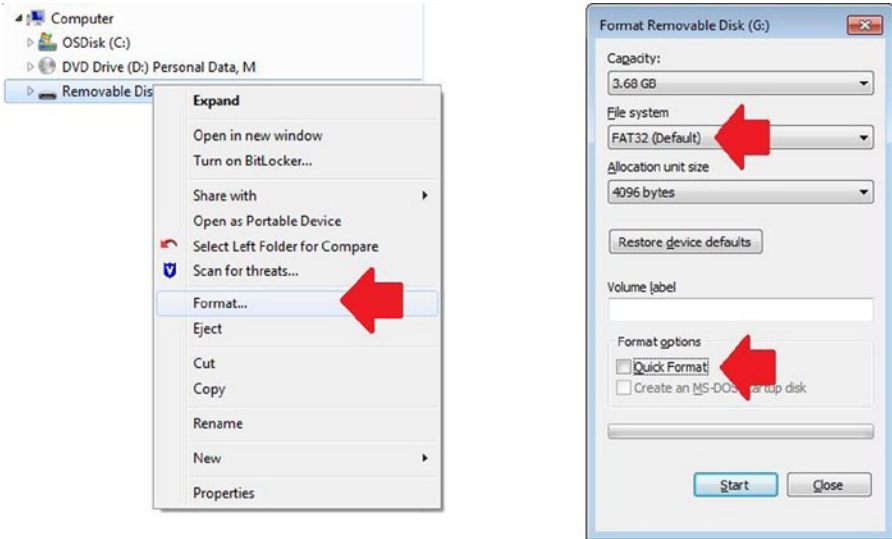 Computer
OSDisk (C:)
DVD Drive (D:) Personal Data, M
Removable Dis
Expand
Open in new window
Turn on BitLocker...
Share with
Open as Portable Device
Select Left Folder for Compare
Scan for threats...
Format...
Eject
Cut
Copy
Rename
New
Properties
Format Removable Disk (G:)
Capacity:
3.68 GB
File system
FAT32 (Default)
Allocation unit size
4096 bytes
Restore device defaults
Volume label
Format options
Quick Format
Create an MS-DOS startup disk
Start
Close